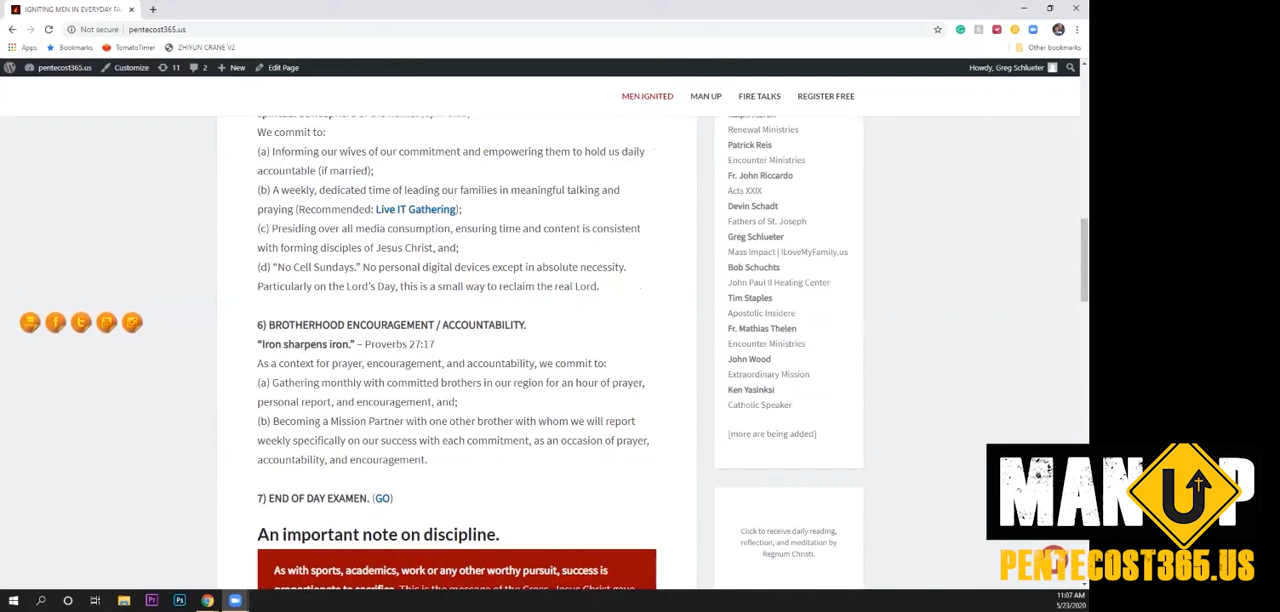 IGNITING MEN IN EVERYDAY FA
Not secure | pentecost365.us
Apps Bookmarks TomatoTimer ZHIYUN CRANE V2 Other bookmarks
pentecost365.us Customize 11 2 New Edit Page Howdy, Greg Schlueter
MEN IGNITED MAN UP FIRE TALKS REGISTER FREE
We commit to:
(a) Informing our wives of our commitment and empowering them to hold us daily
accountable (if married);
(b) A weekly, dedicated time of leading our families in meaningful talking and
praying (Recommended: Live IT Gathering);
(c) Presiding over all media consumption, ensuring time and content is consistent
with forming disciples of Jesus Christ, and;
(d) “No Cell Sundays.” No personal digital devices except in absolute necessity.
Particularly on the Lord’s Day, this is a small way to reclaim the real Lord.
6) BROTHERHOOD ENCOURAGEMENT / ACCOUNTABILITY.
“Iron sharpens iron.” – Proverbs 27:17
As a context for prayer, encouragement, and accountability, we commit to:
(a) Gathering monthly with committed brothers in our region for an hour of prayer,
personal report, and encouragement, and;
(b) Becoming a Mission Partner with one other brother with whom we will report
weekly specifically on our success with each commitment, as an occasion of prayer,
accountability, and encouragement.
7) END OF DAY EXAMEN. (GO)
An important note on discipline.
As with sports, academics, work or any other worthy pursuit, success is
proportionate to sacrifice. This is the message of the Cross. Jesus Christ gave
Renewal Ministries
Patrick Reis
Encounter Ministries
Fr. John Riccardo
Acts XXIX
Devin Schadt
Fathers of St. Joseph
Greg Schlueter
Mass Impact | ILoveMyFamily.us
Bob Schuchts
John Paul II Healing Center
Tim Staples
Apostolic Insidere
Fr. Mathias Thelen
Encounter Ministries
John Wood
Extraordinary Mission
Ken Yasinksi
Catholic Speaker
[more are being added]
Click to receive daily reading,
reflection, and meditation by
Regnum Christi.
MAN UP
PENTECOST365.US
11:07 AM
5/23/2020